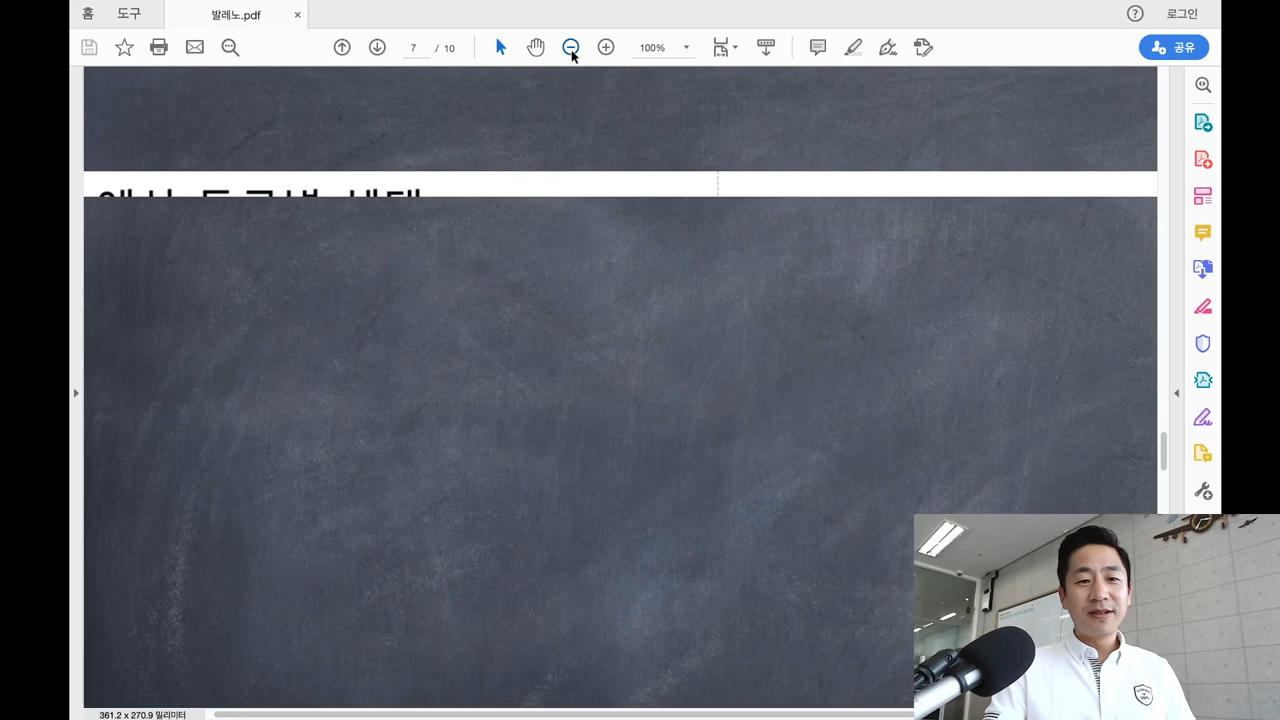 홈
도구
발레노.pdf
로그인
7 / 10
100%
공유
361.2 x 270.9 밀리미터